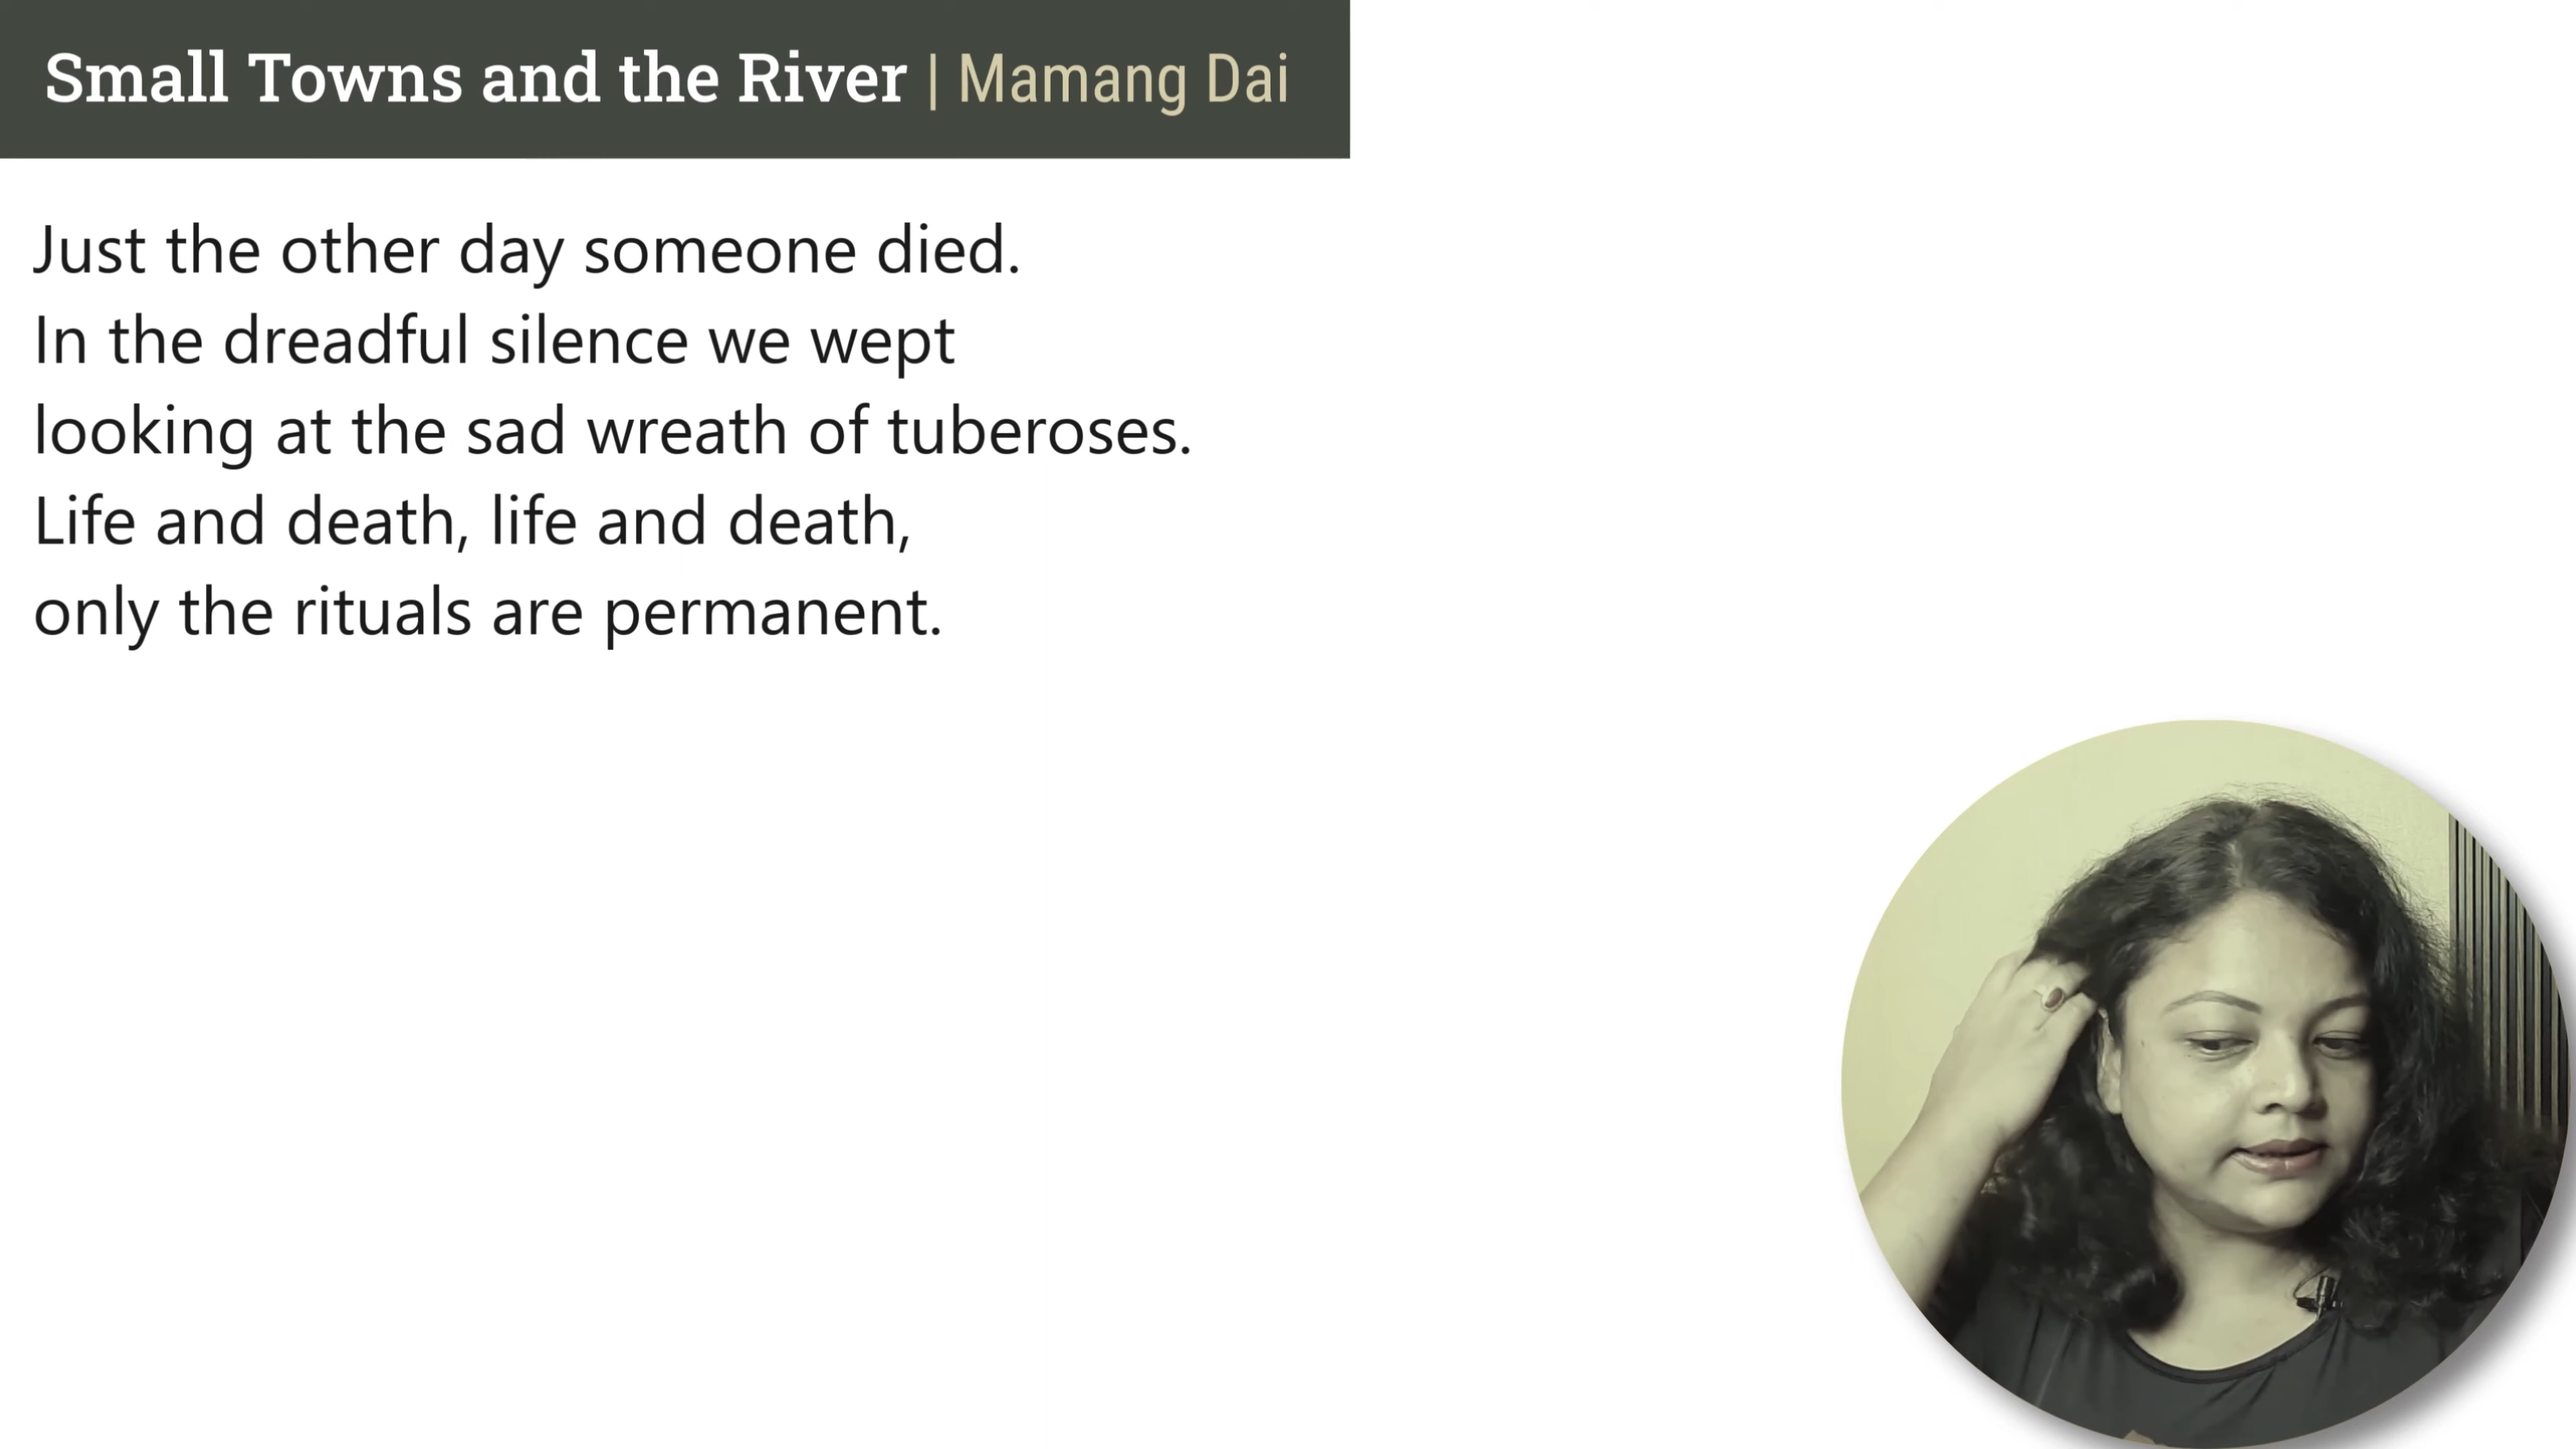 Small Towns and the River | Mamang Dai
Just the other day someone died.
In the dreadful silence we wept
looking at the sad wreath of tuberoses.
Life and death, life and death,
only the rituals are permanent.